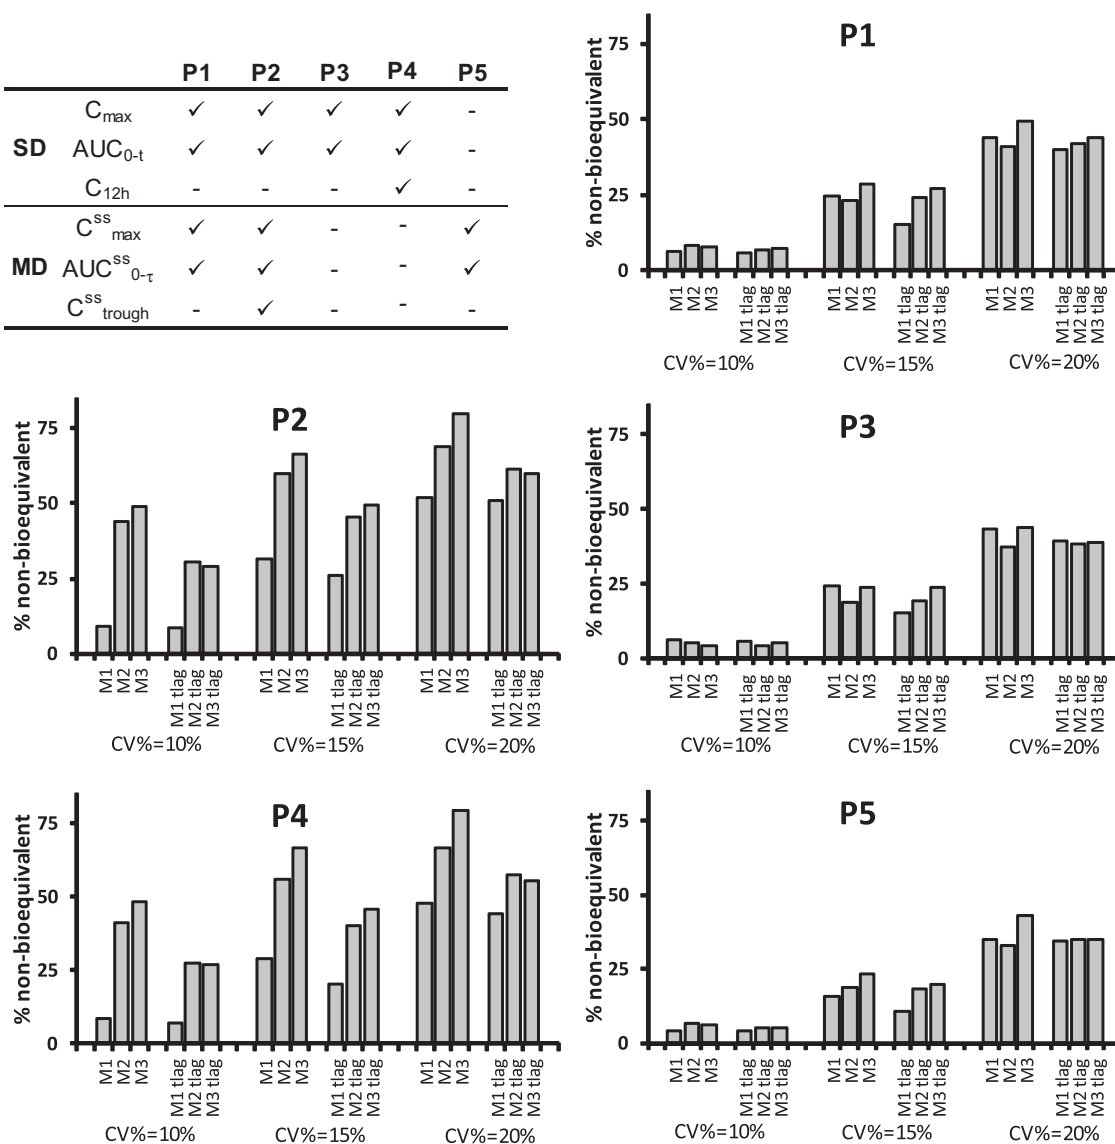 P1 P2 P3 P4 P5
C max ✓ ✓ ✓ ✓ -
SD AUC 0-t ✓ ✓ ✓ ✓ -
C 12h - - - ✓ -
C ss max ✓ ✓ - - ✓
MD AUC ss 0-τ ✓ ✓ - - ✓
C ss trough - ✓ - - -
P1
% non-bioequivalent
75
50
25
0
M1 M2 M3 M1 tlag M2 tlag M3 tlag M1 M2 M3 M1 tlag M2 tlag M3 tlag M1 M2 M3 M1 tlag M2 tlag M3 tlag
CV%=10% CV%=15% CV%=20%
P2
% non-bioequivalent
75
50
25
0
M1 M2 M3 M1 tlag M2 tlag M3 tlag M1 M2 M3 M1 tlag M2 tlag M3 tlag M1 M2 M3 M1 tlag M2 tlag M3 tlag
CV%=10% CV%=15% CV%=20%
P3
% non-bioequivalent
75
50
25
0
M1 M2 M3 M1 tlag M2 tlag M3 tlag M1 M2 M3 M1 tlag M2 tlag M3 tlag M1 M2 M3 M1 tlag M2 tlag M3 tlag
CV%=10% CV%=15% CV%=20%
P4
% non-bioequivalent
75
50
25
0
M1 M2 M3 M1 tlag M2 tlag M3 tlag M1 M2 M3 M1 tlag M2 tlag M3 tlag M1 M2 M3 M1 tlag M2 tlag M3 tlag
CV%=10% CV%=15% CV%=20%
P5
% non-bioequivalent
75
50
25
0
M1 M2 M3 M1 tlag M2 tlag M3 tlag M1 M2 M3 M1 tlag M2 tlag M3 tlag M1 M2 M3 M1 tlag M2 tlag M3 tlag
CV%=10% CV%=15% CV%=20%